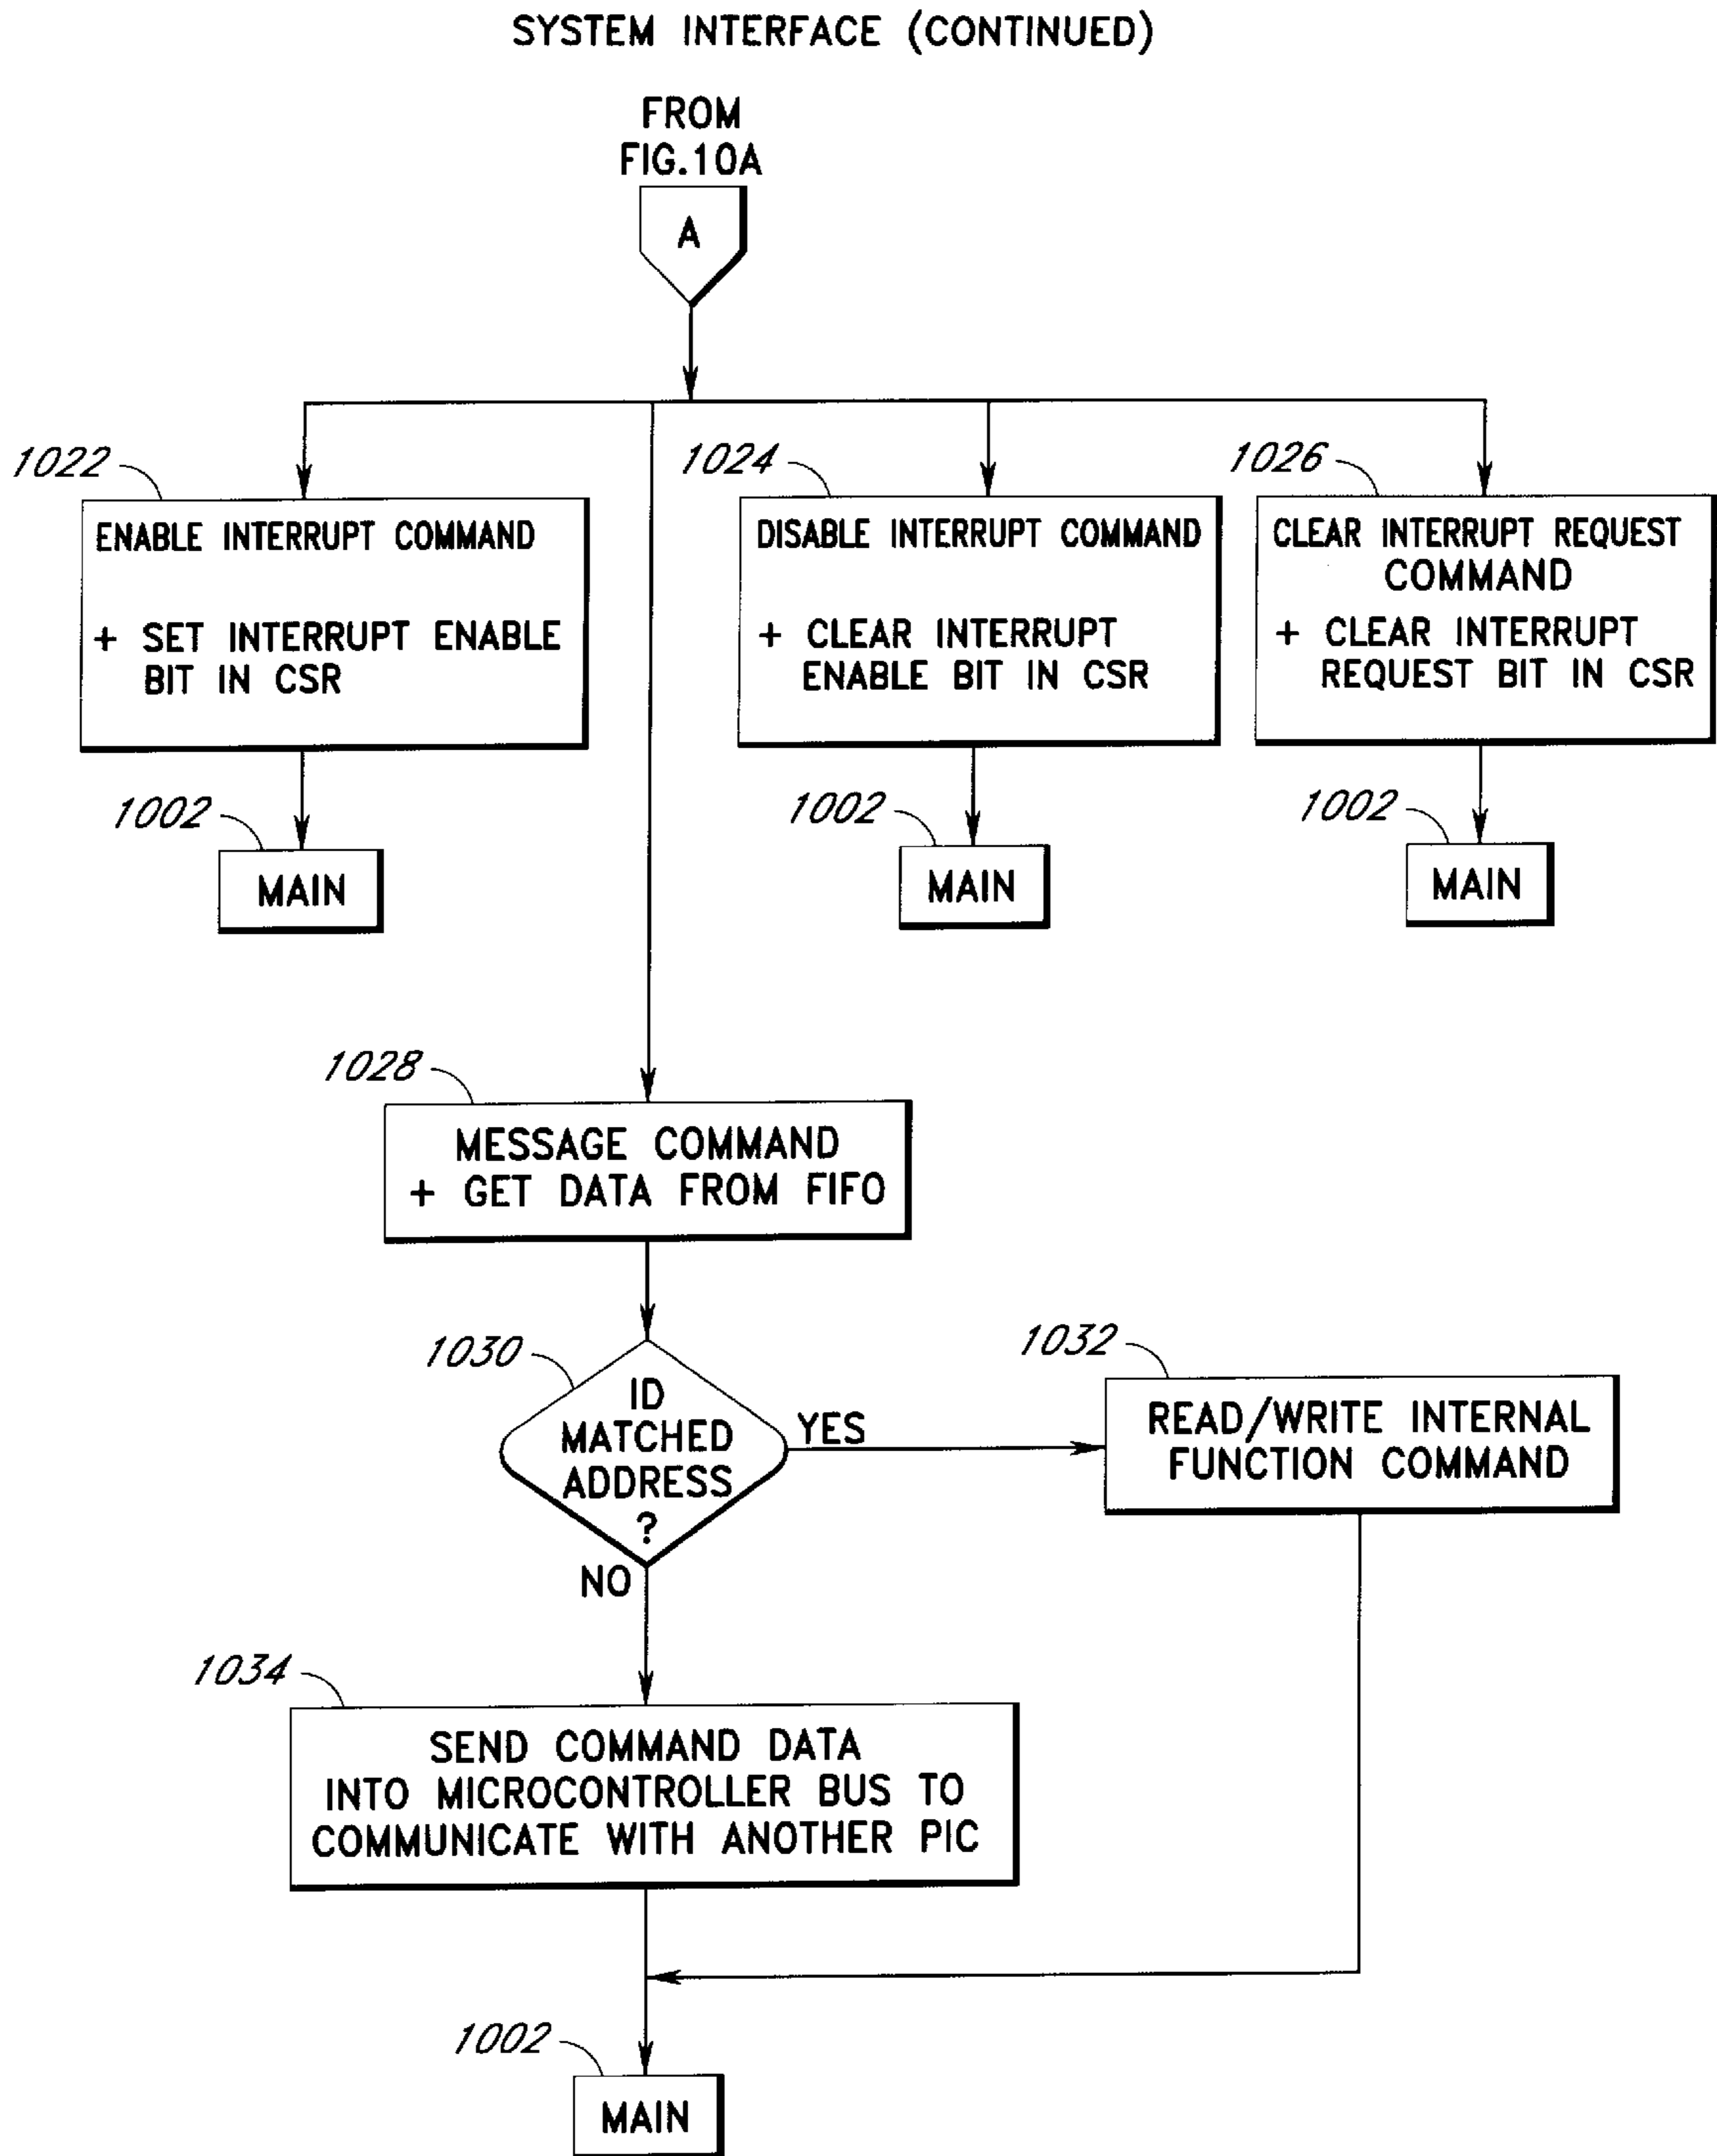 SYSTEM INTERFACE (CONTINUED)
FROM
FIG.10A
A
1022
ENABLE INTERRUPT COMMAND
+ SET INTERRUPT ENABLE
BIT IN CSR
1002
MAIN
1024
DISABLE INTERRUPT COMMAND
+ CLEAR INTERRUPT
ENABLE BIT IN CSR
1002
MAIN
1026
CLEAR INTERRUPT REQUEST
COMMAND
+ CLEAR INTERRUPT
REQUEST BIT IN CSR
1002
MAIN
1028
MESSAGE COMMAND
+ GET DATA FROM FIFO
1030
ID
MATCHED
ADDRESS
?
YES
NO
1032
READ/WRITE INTERNAL
FUNCTION COMMAND
1034
SEND COMMAND DATA
INTO MICROCONTROLLER BUS TO
COMMUNICATE WITH ANOTHER PIC
1002
MAIN